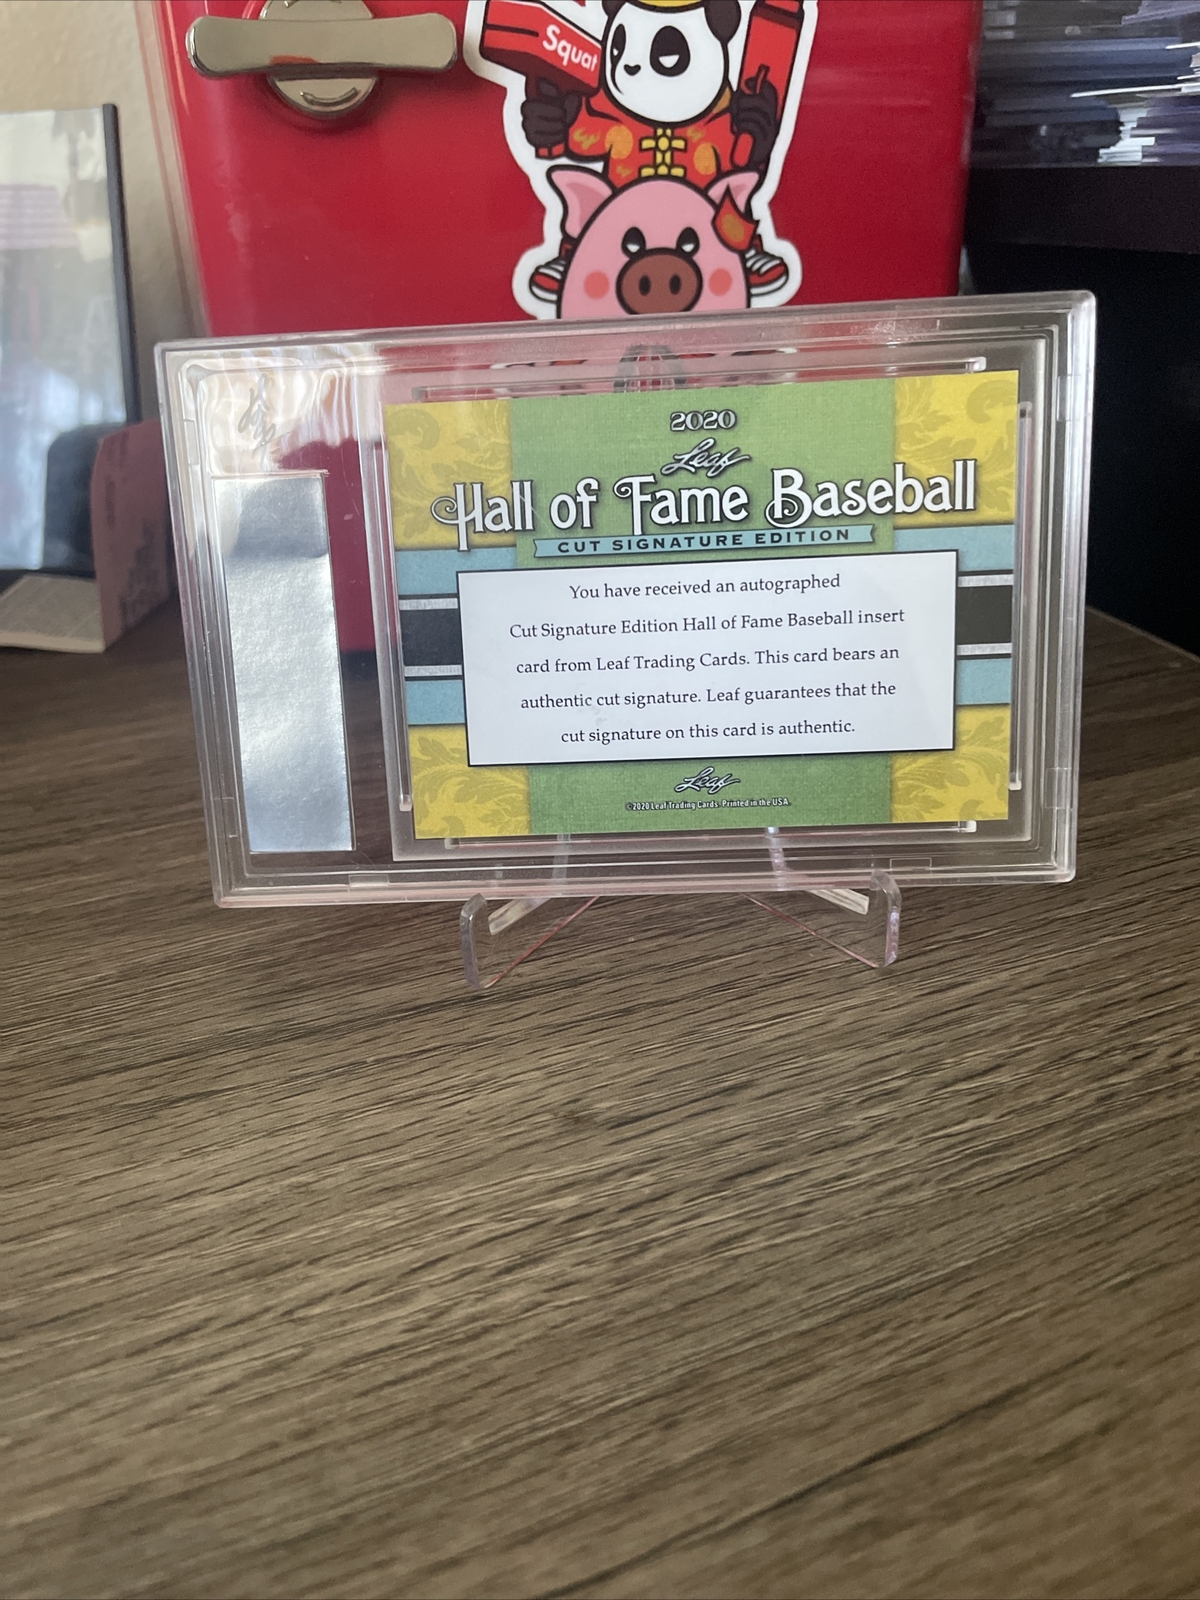 Squat
2020
Leaf
Hall of Fame Baseball
CUT SIGNATURE EDITION
You have received an autographed
Cut Signature Edition Hall of Fame Baseball insert
card from Leaf Trading Cards. This card bears an
authentic cut signature. Leaf guarantees that the
cut signature on this card is authentic.
Leaf
©2020 Leaf Trading Cards. Printed in the USA.